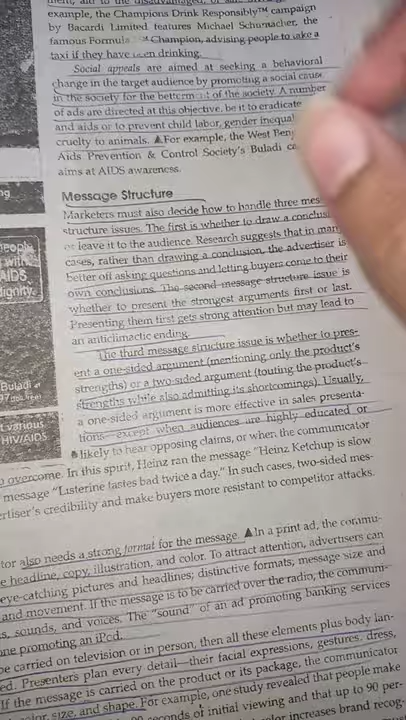 example, the Champions Drink Responsibly™ campaign
by Bacardi Limited features Michael Schumacher, the
famous Formula Champion, advising people to take a
taxi if they have been drinking.
Social appeals are aimed at seeking a behavioral
change in the target audience by promoting a social cause
in the society for the betterment of the society. A number
of ads are directed at this objective, be it to eradicate
and aids or to prevent child labor, gender
cruelty to animals. ▲For example, the West
Aids Prevention & Control Society's Buladi
aims at AIDS awareness.
Message Structure
Marketers must also decide how to handle three
structure issues. The first is whether to draw a
or leave it to the audience. Research suggests that in
cases, rather than drawing a conclusion, the advertiser is
better off asking questions and letting buyers come to their
own conclusions. The second message structure issue is
whether to present the strongest arguments first or last.
Presenting them first gets strong attention but may lead to
an anticlimactic ending.
The third message structure issue is whether to pres-
ent a one-sided argument (mentioning only the product's
strengths) or a two-sided argument (touting the product's
strengths while also admitting its shortcomings). Usually,
a one-sided argument is more effective in sales presenta-
tions—except when audiences are highly educated or
likely to hear opposing claims, or when the communicator
overcome. In this spirit, Heinz ran the message "Heinz Ketchup is slow
message "Listerine tastes bad twice a day." In such cases, two-sided mes-
credibility and make buyers more resistant to competitor attacks.
also needs a strong format for the message. ▲In a print ad, the commu-
headline, copy, illustration, and color. To attract attention, advertisers can
eye-catching pictures and headlines; distinctive formats; message size and
and movement. If the message is to be carried over the radio, the communi-
sounds, and voices. The "sound" of an ad promoting banking services
one promoting an iPod.
be carried on television or in person, then all these elements plus body lan-
Presenters plan every detail—their facial expressions, gestures, dress,
If the message is carried on the product or its package, the communicator
color, size, and shape. For example, one study revealed that people make
seconds of initial viewing and that up to 90 per-
increases brand
people
with
AIDS
dignity.
Buladi
various
HIV/AIDS